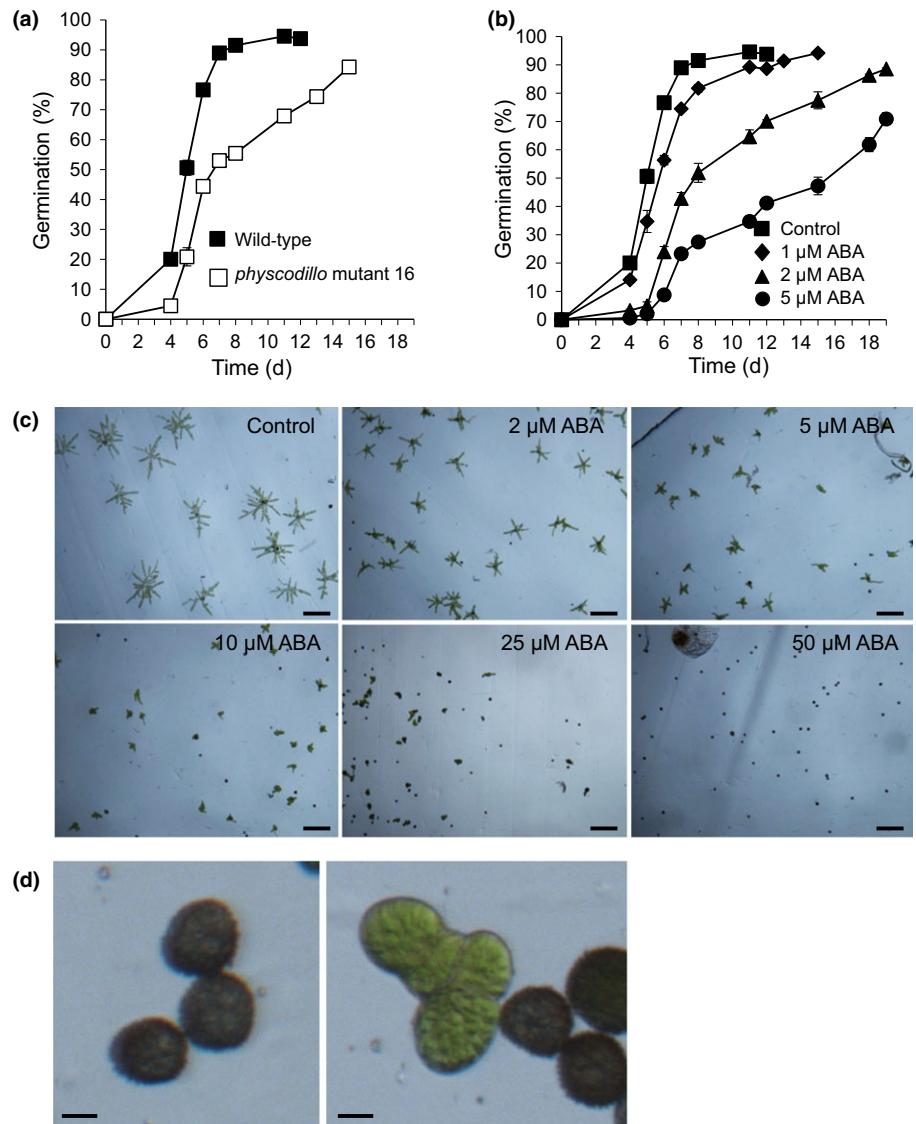 (a)
100
90
80
70
60
50
40
30
20
10
0
Germination (%)
0 2 4 6 8 10 12 14 16 18
Time (d)
Wild-type
physcodillo mutant 16
(b)
100
90
80
70
60
50
40
30
20
10
0
Germination (%)
0 2 4 6 8 10 12 14 16 18
Time (d)
Control
1 µM ABA
2 µM ABA
5 µM ABA
(c)
Control
2 µM ABA
5 µM ABA
10 µM ABA
25 µM ABA
50 µM ABA
(d)